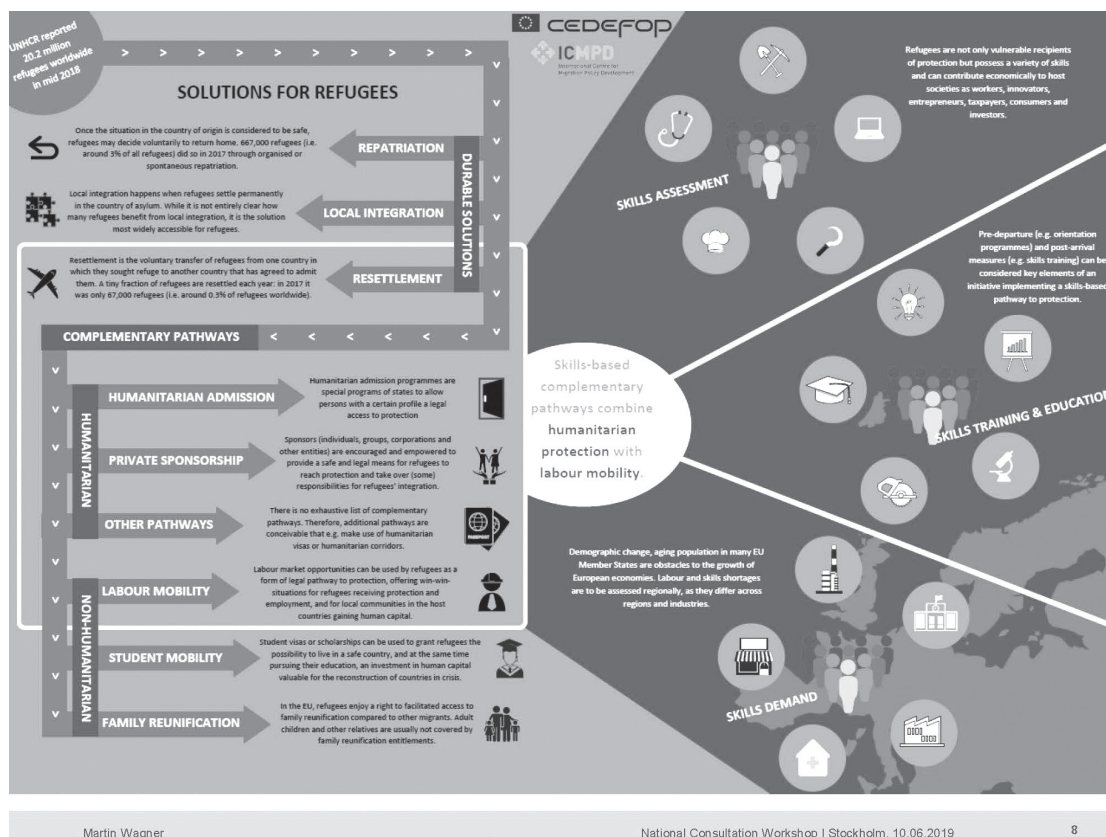 UNHCR reported
20.2 million
refugees worldwide
in mid 2018
SOLUTIONS FOR REFUGEES
Once the situation in the country of origin is considered to be safe,
refugees may decide voluntarily to return home. 667,000 refugees (i.e.
around 3% of all refugees) did so in 2017 through organised or
spontaneous repatriation.
REPATRIATION
Local integration happens when refugees settle permanently
in the country of asylum. While it is not entirely clear how
many refugees benefit from local integration, it is the solution
most widely accessible for refugees.
LOCAL INTEGRATION
Resettlement is the voluntary transfer of refugees from one country in
which they sought refuge to another country that has agreed to admit
them. A tiny fraction of refugees are resettled each year: in 2017 it
was only 67,000 refugees (i.e. around 0.3% of refugees worldwide).
RESETTLEMENT
DURABLE SOLUTIONS
COMPLEMENTARY PATHWAYS
HUMANITARIAN
HUMANITARIAN ADMISSION
Humanitarian admission programmes are
special programs of states to allow
persons with a certain profile a legal
access to protection
PRIVATE SPONSORSHIP
Sponsors (individuals, groups, corporations and
other entities) are encouraged and empowered to
provide a safe and legal means for refugees to
reach protection and take over (some)
responsibilities for refugees' integration.
OTHER PATHWAYS
There is no exhaustive list of complementary
pathways. Therefore, additional pathways are
conceivable that e.g. make use of humanitarian
visas or humanitarian corridors.
PASSPORT
NON-HUMANITARIAN
LABOUR MOBILITY
Labour market opportunities can be used by refugees as a
form of legal pathway to protection, offering win-win-
situations for refugees receiving protection and
employment, and for local communities in the host
countries gaining human capital.
STUDENT MOBILITY
Student visas or scholarships can be used to grant refugees the
possibility to live in a safe country, and at the same time
pursuing their education, an investment in human capital
valuable for the reconstruction of countries in crisis.
FAMILY REUNIFICATION
In the EU, refugees enjoy a right to facilitated access to
family reunification compared to other migrants. Adult
children and other relatives are usually not covered by
family reunification entitlements.
CEDEFOP
ICMPD
International Centre for
Migration Policy Development
Skills-based
complementary
pathways combine
humanitarian
protection with
labour mobility.
Refugees are not only vulnerable recipients
of protection but possess a variety of skills
and can contribute economically to host
societies as workers, innovators,
entrepreneurs, taxpayers, consumers and
investors.
SKILLS ASSESSMENT
Pre-departure (e.g. orientation
programmes) and post-arrival
measures (e.g. skills training) can be
considered key elements of an
initiative implementing a skills-based
pathway to protection.
SKILLS TRAINING & EDUCATION
Demographic change, aging population in many EU
Member States are obstacles to the growth of
European economies. Labour and skills shortages
are to be assessed regionally, as they differ across
regions and industries.
SKILLS DEMAND
Martin Wagner
National Consultation Workshop I Stockholm, 10.06.2019
8